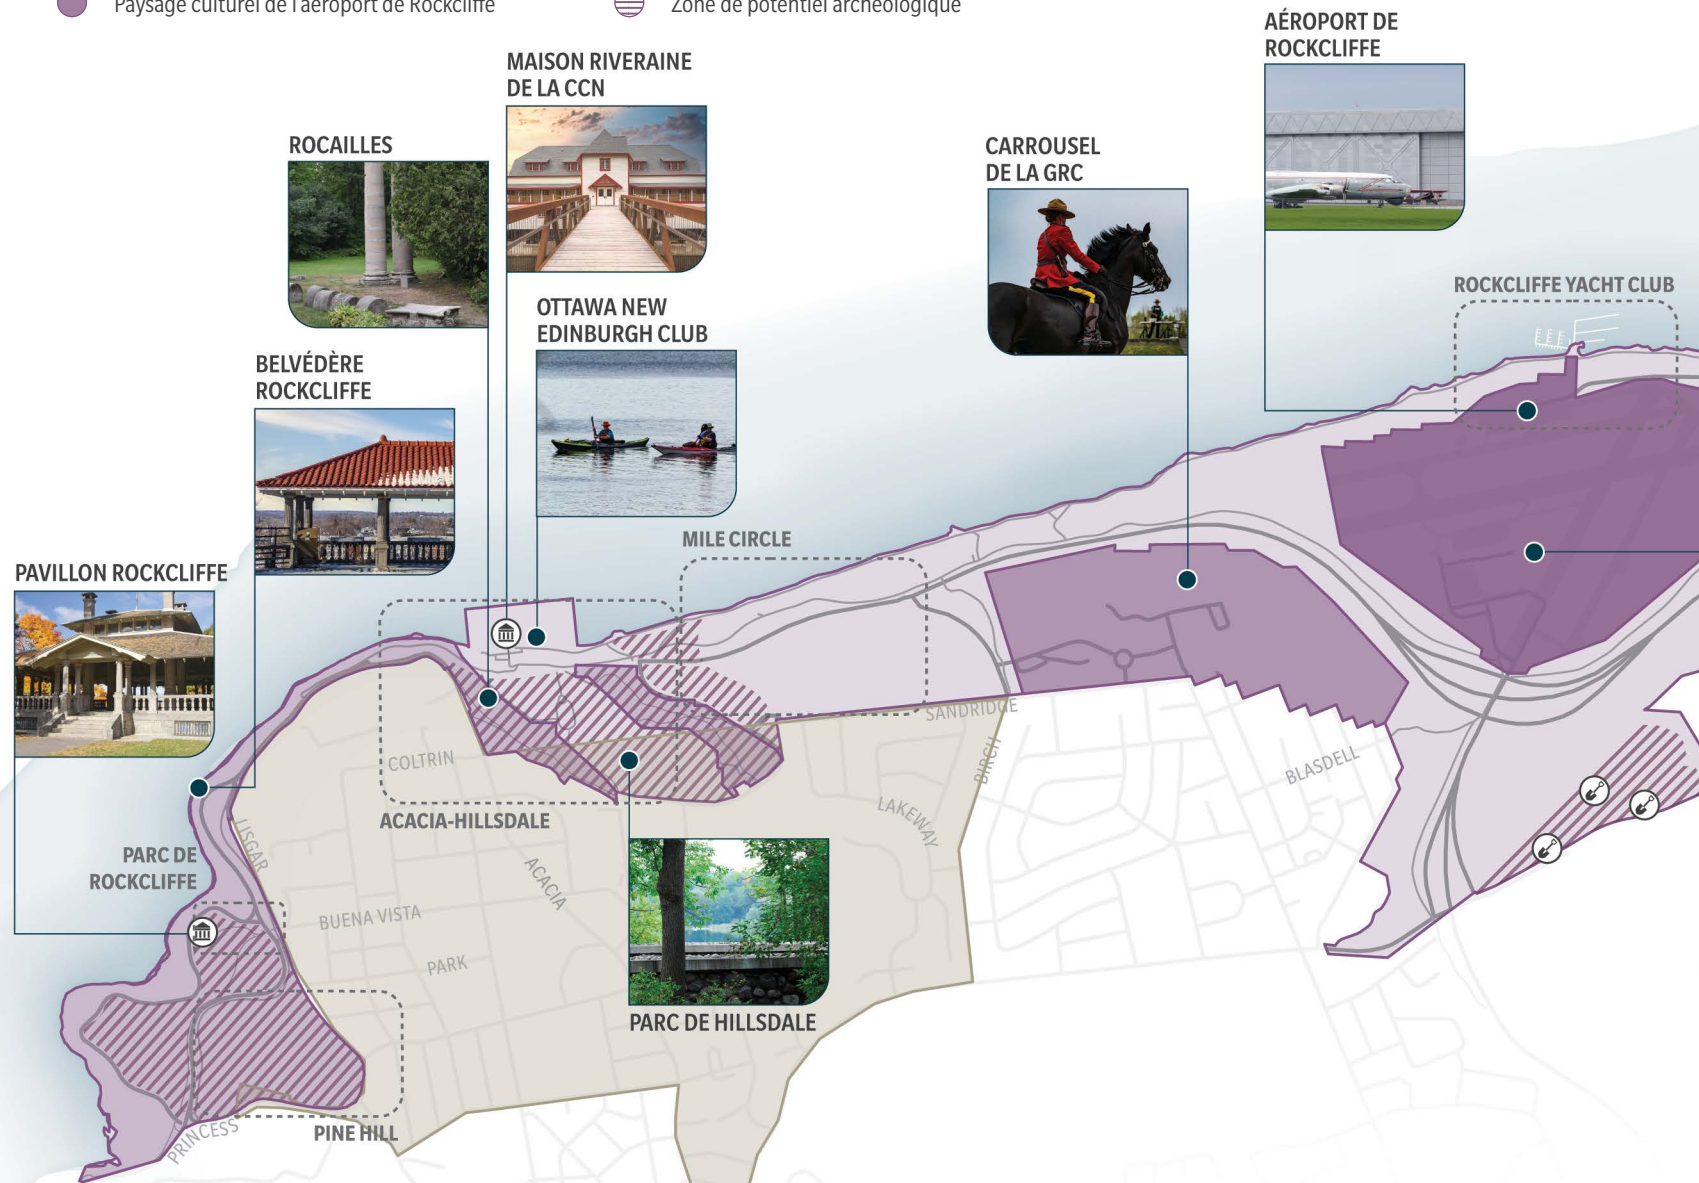 Paysage culturel de l'aéroport de Rockcliffe
Zone de potentiel archéologique
AÉROPORT DE
ROCKCLIFFE
MAISON RIVERAINE
DE LA CCN
ROCAILLES
CARROUSEL
DE LA GRC
ROCKCLIFFE YACHT CLUB
OTTAWA NEW
EDINBURGH CLUB
BELVÉDÈRE
ROCKCLIFFE
MILE CIRCLE
PAVILLON ROCKCLIFFE
SANDRIDGE
COLTRIN
BIRCH
BLASDELL
ACACIA-HILLSDALE
LAKEWAY
LISGAR
PARC DE
ROCKCLIFFE
ACACIA
BUENA VISTA
PARK
PARC DE HILLSDALE
PRINCESS
PINE HILL